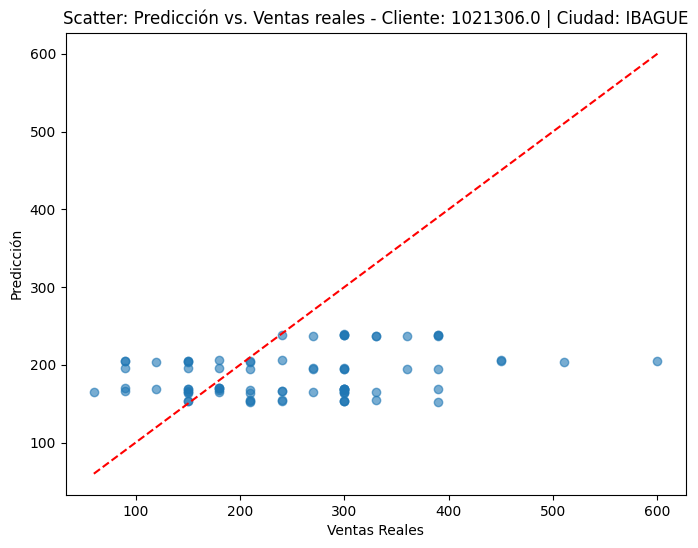 Scatter: Predicción vs. Ventas reales - Cliente: 1021306.0 | Ciudad: IBAGUE
600
500
400
300
200
100
Predicción
100 200 300 400 500 600
Ventas Reales